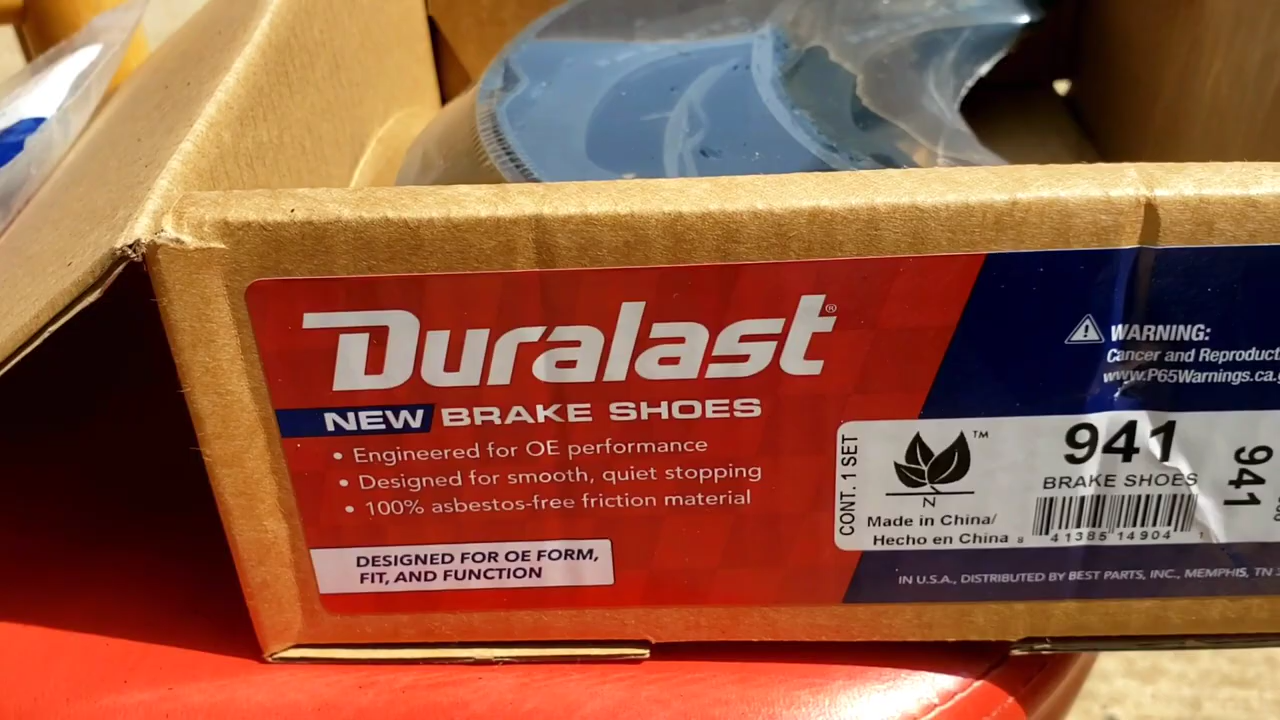 Duralast®
NEW BRAKE SHOES
• Engineered for OE performance
• Designed for smooth, quiet stopping
• 100% asbestos-free friction material
DESIGNED FOR OE FORM,
FIT, AND FUNCTION
WARNING:
Cancer and
www.P65Warnings.ca.
CONT. 1 SET
TM
N
941
BRAKE SHOES
Made in China/
Hecho en China
8 41385 14904 1
941
IN U.S.A., DISTRIBUTED BY BEST PARTS, INC., MEMPHIS, TN